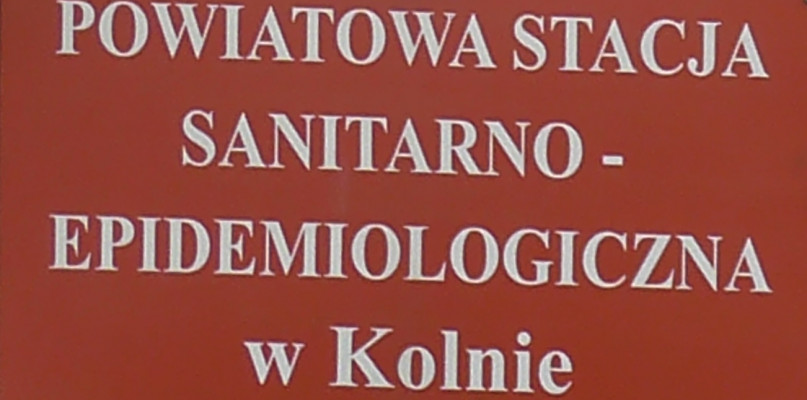 POWIATOWA STACJA
SANITARNO -
EPIDEMIOLOGICZNA
w Kolnie